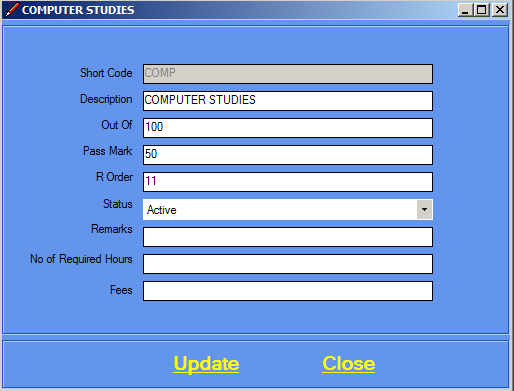 COMPUTER STUDIES
Short Code COMP
Description COMPUTER STUDIES
Out Of 100
Pass Mark 50
R Order 11
Status Active
Remarks
No of Required Hours
Fees
Update Close